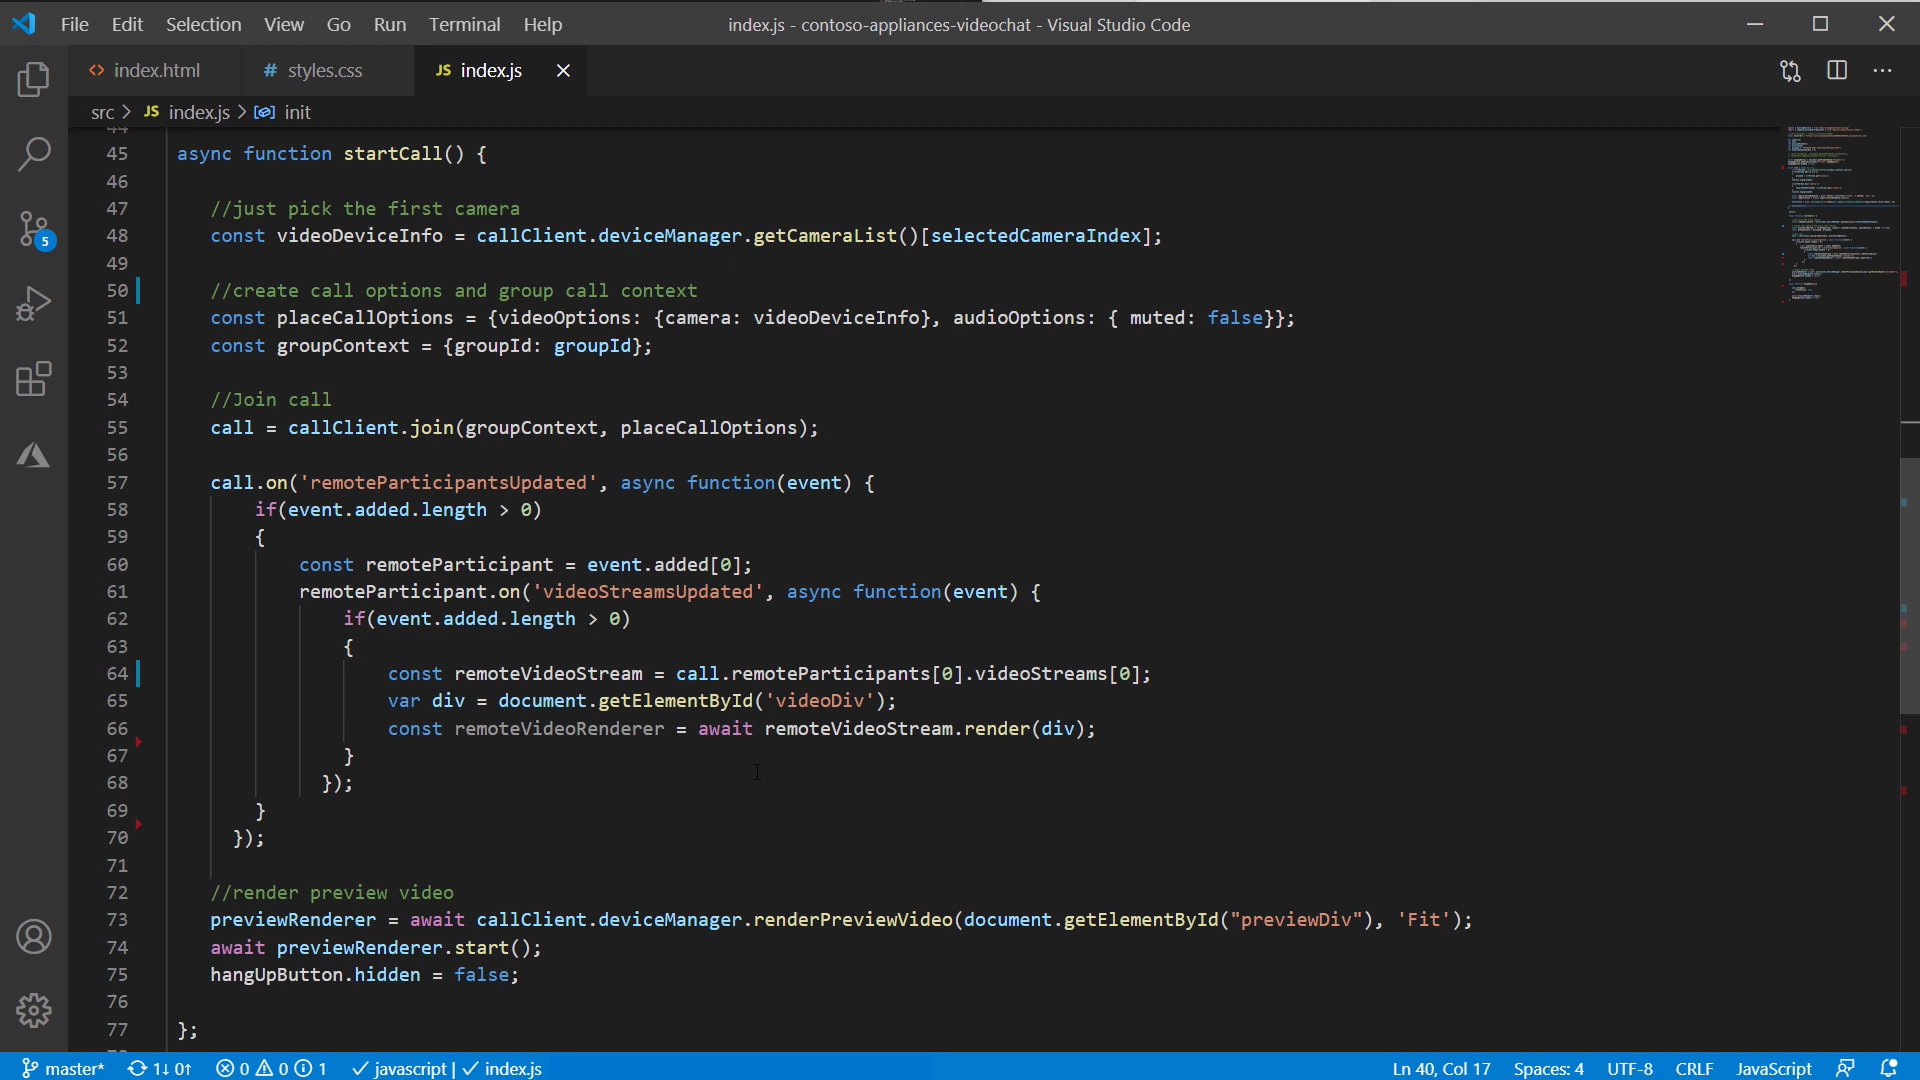 File Edit Selection View Go Run Terminal Help index.js - contoso-appliances-videochat - Visual Studio Code
<> index.html # styles.css JS index.js
src > JS index.js > init
44
45 async function startCall() {
46
47 //just pick the first camera
48 const videoDeviceInfo = callClient.deviceManager.getCameraList()[selectedCameraIndex];
49
50 //create call options and group call context
51 const placeCallOptions = {videoOptions: {camera: videoDeviceInfo}, audioOptions: { muted: false}};
52 const groupContext = {groupId: groupId};
53
54 //Join call
55 call = callClient.join(groupContext, placeCallOptions);
56
57 call.on('remoteParticipantsUpdated', async function(event) {
58 if(event.added.length > 0)
59 {
60 const remoteParticipant = event.added[0];
61 remoteParticipant.on('videoStreamsUpdated', async function(event) {
62 if(event.added.length > 0)
63 {
64 const remoteVideoStream = call.remoteParticipants[0].videoStreams[0];
65 var div = document.getElementById('videoDiv');
66 const remoteVideoRenderer = await remoteVideoStream.render(div);
67 }
68 });
69 }
70 });
71
72 //render preview video
73 previewRenderer = await callClient.deviceManager.renderPreviewVideo(document.getElementById("previewDiv"), 'Fit');
74 await previewRenderer.start();
75 hangUpButton.hidden = false;
76
77 };
5
master* 1↓ 0↑ 0 0 1 javascript | index.js Ln 40, Col 17 Spaces: 4 UTF-8 CRLF JavaScript